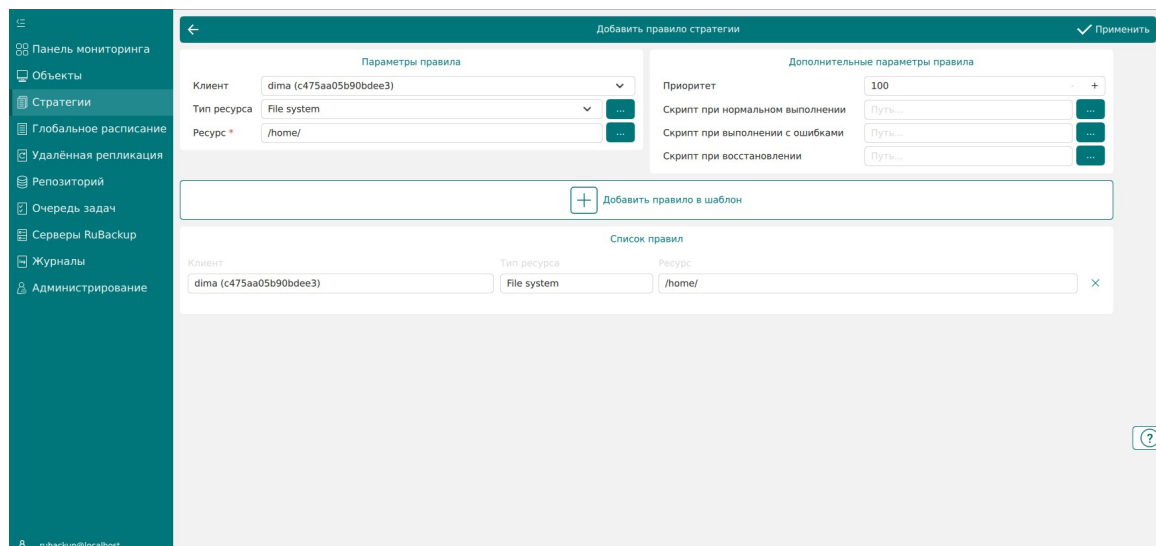 Добавить правило стратегии
Применить
Панель мониторинга
Объекты
Стратегии
Глобальное расписание
Удалённая репликация
Репозиторий
Очередь задач
Серверы RuBackup
Журналы
Администрирование
Параметры правила
Клиент dima (c475aa05b90bdee3)
Тип ресурса File system ...
Ресурс * /home/ ...
Дополнительные параметры правила
Приоритет 100 - +
Скрипт при нормальном выполнении Путь... ...
Скрипт при выполнении с ошибками Путь... ...
Скрипт при восстановлении Путь... ...
Добавить правило в шаблон
Список правил
Клиент Тип ресурса Ресурс
dima (c475aa05b90bdee3) File system /home/
?
rubackup@localhost